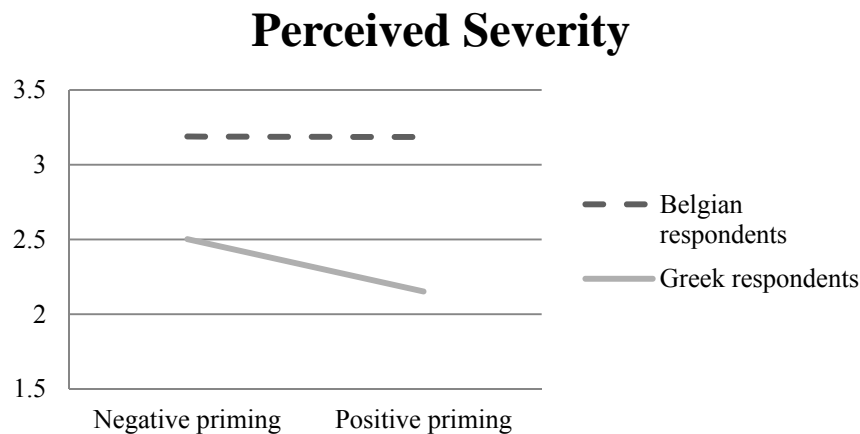 Perceived Severity
3.5
3
2.5
2
1.5
Negative priming
Positive priming
Belgian
respondents
Greek respondents